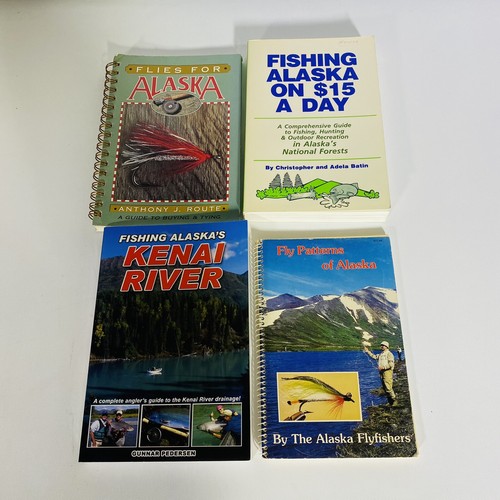 FLIES FOR
ALASKA
ANTHONY J. ROUTE
A GUIDE TO BUYING & TYING
FISHING
ALASKA
ON $15
A DAY
A Comprehensive Guide
to Fishing, Hunting
& Outdoor Recreation
in Alaska's
National Forests
By Christopher and Adela Batin
FISHING ALASKA'S
KENAI
RIVER
A complete angler's guide to the Kenai River drainage!
GUNNAR PEDERSEN
Fly Patterns
of Alaska
By The Alaska Flyfishers